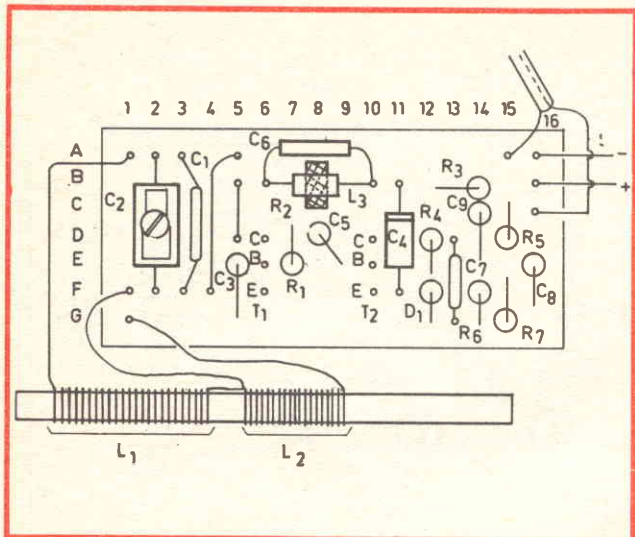 1 2 3 4 5 6 7 8 9 10 11 12 13 14 15
16
A
B
C
D
E
F
G
C1
C2
C6
L3
R3
C9
R2
C5
R4
C4
R5
C
B
E
C3
T1
R1
C
B
E
T2
C7
D1
R6
C8
R7
-
+
L1
L2